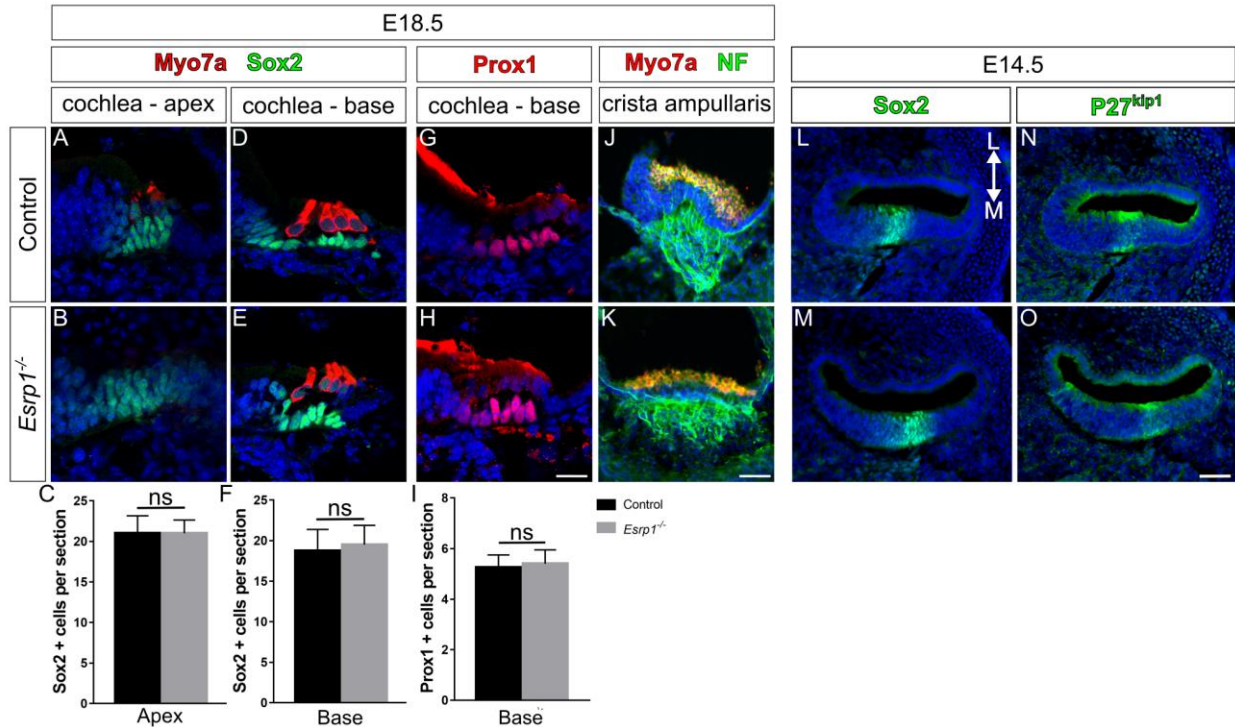 E18.5
Myo7a Sox2
Prox1
Myo7a NF
E14.5
cochlea - apex
cochlea - base
cochlea - base
crista ampullaris
Sox2
P27kip1
Control
A
D
G
J
L
L
M
N
Esrp1-/-
B
E
H
K
M
O
C
Sox2 + cells per section
25
20
15
10
5
0
ns
Apex
F
Sox2 + cells per section
25
20
15
10
5
0
ns
Base
I
Prox1 + cells per section
8
6
4
2
0
ns
Base
Control
Esrp1-/-